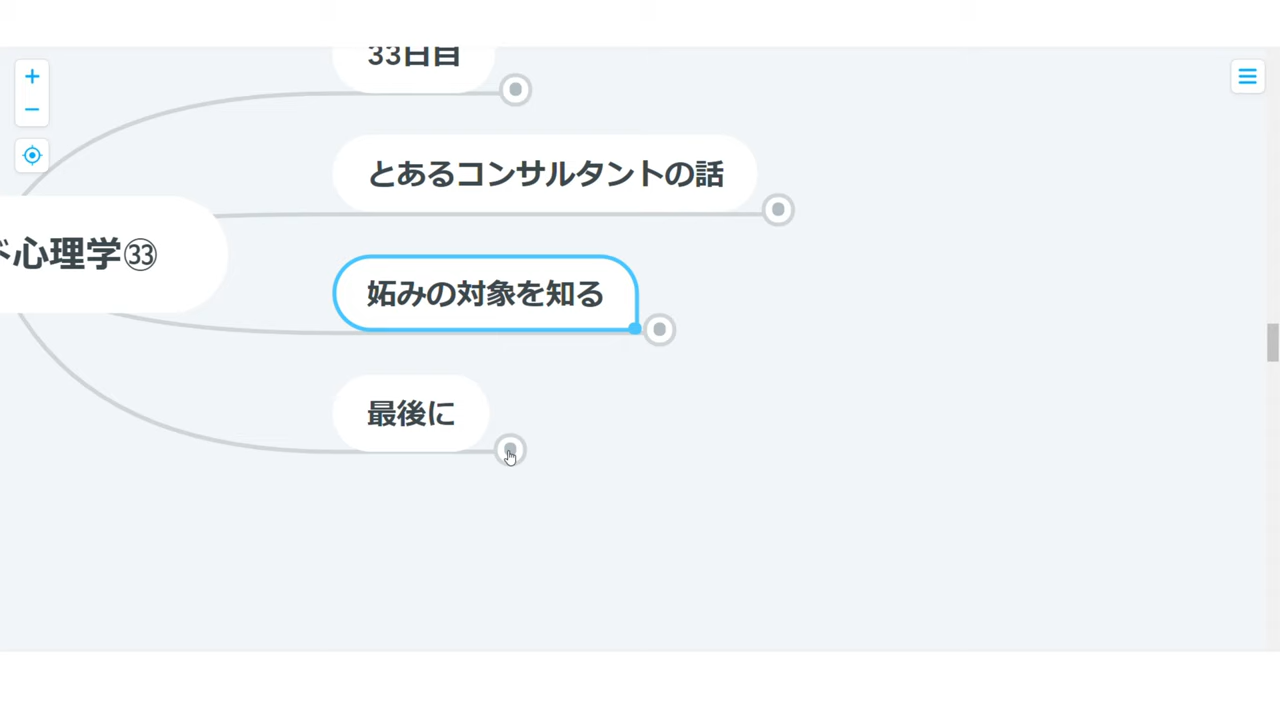 33日目
とあるコンサルタントの話
心理学㉝
妬みの対象を知る
最後に